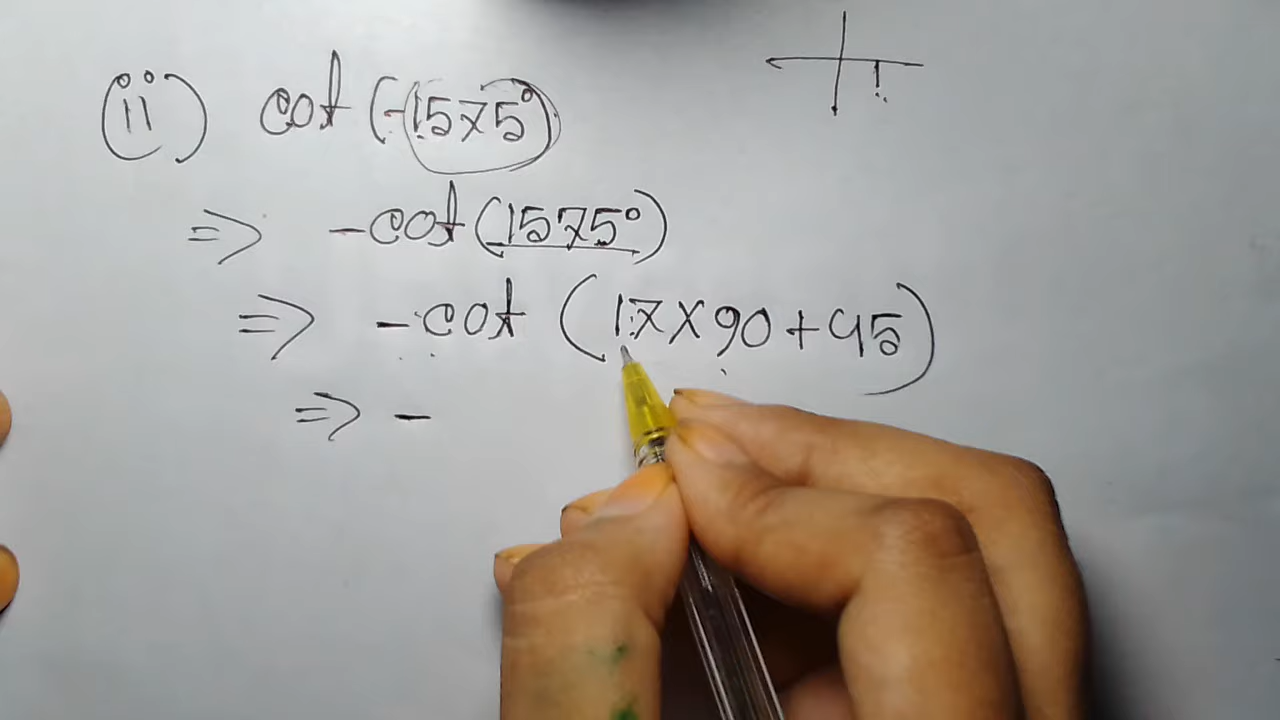 (ii) cot (-1575°)
=> -cot (1575°)
=> -cot (17×90+45)
=> -